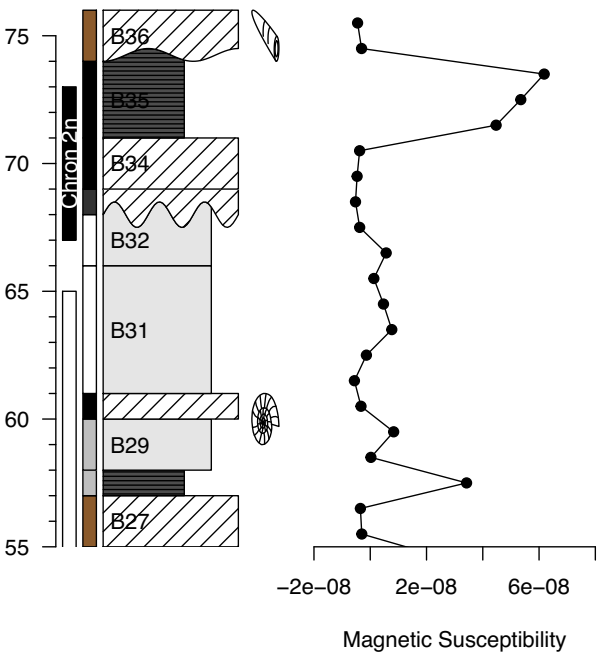 75
70
65
60
55
Chron 2n
B36
B35
B34
B32
B31
B29
B27
−2e−08 2e−08 6e−08
Magnetic Susceptibility